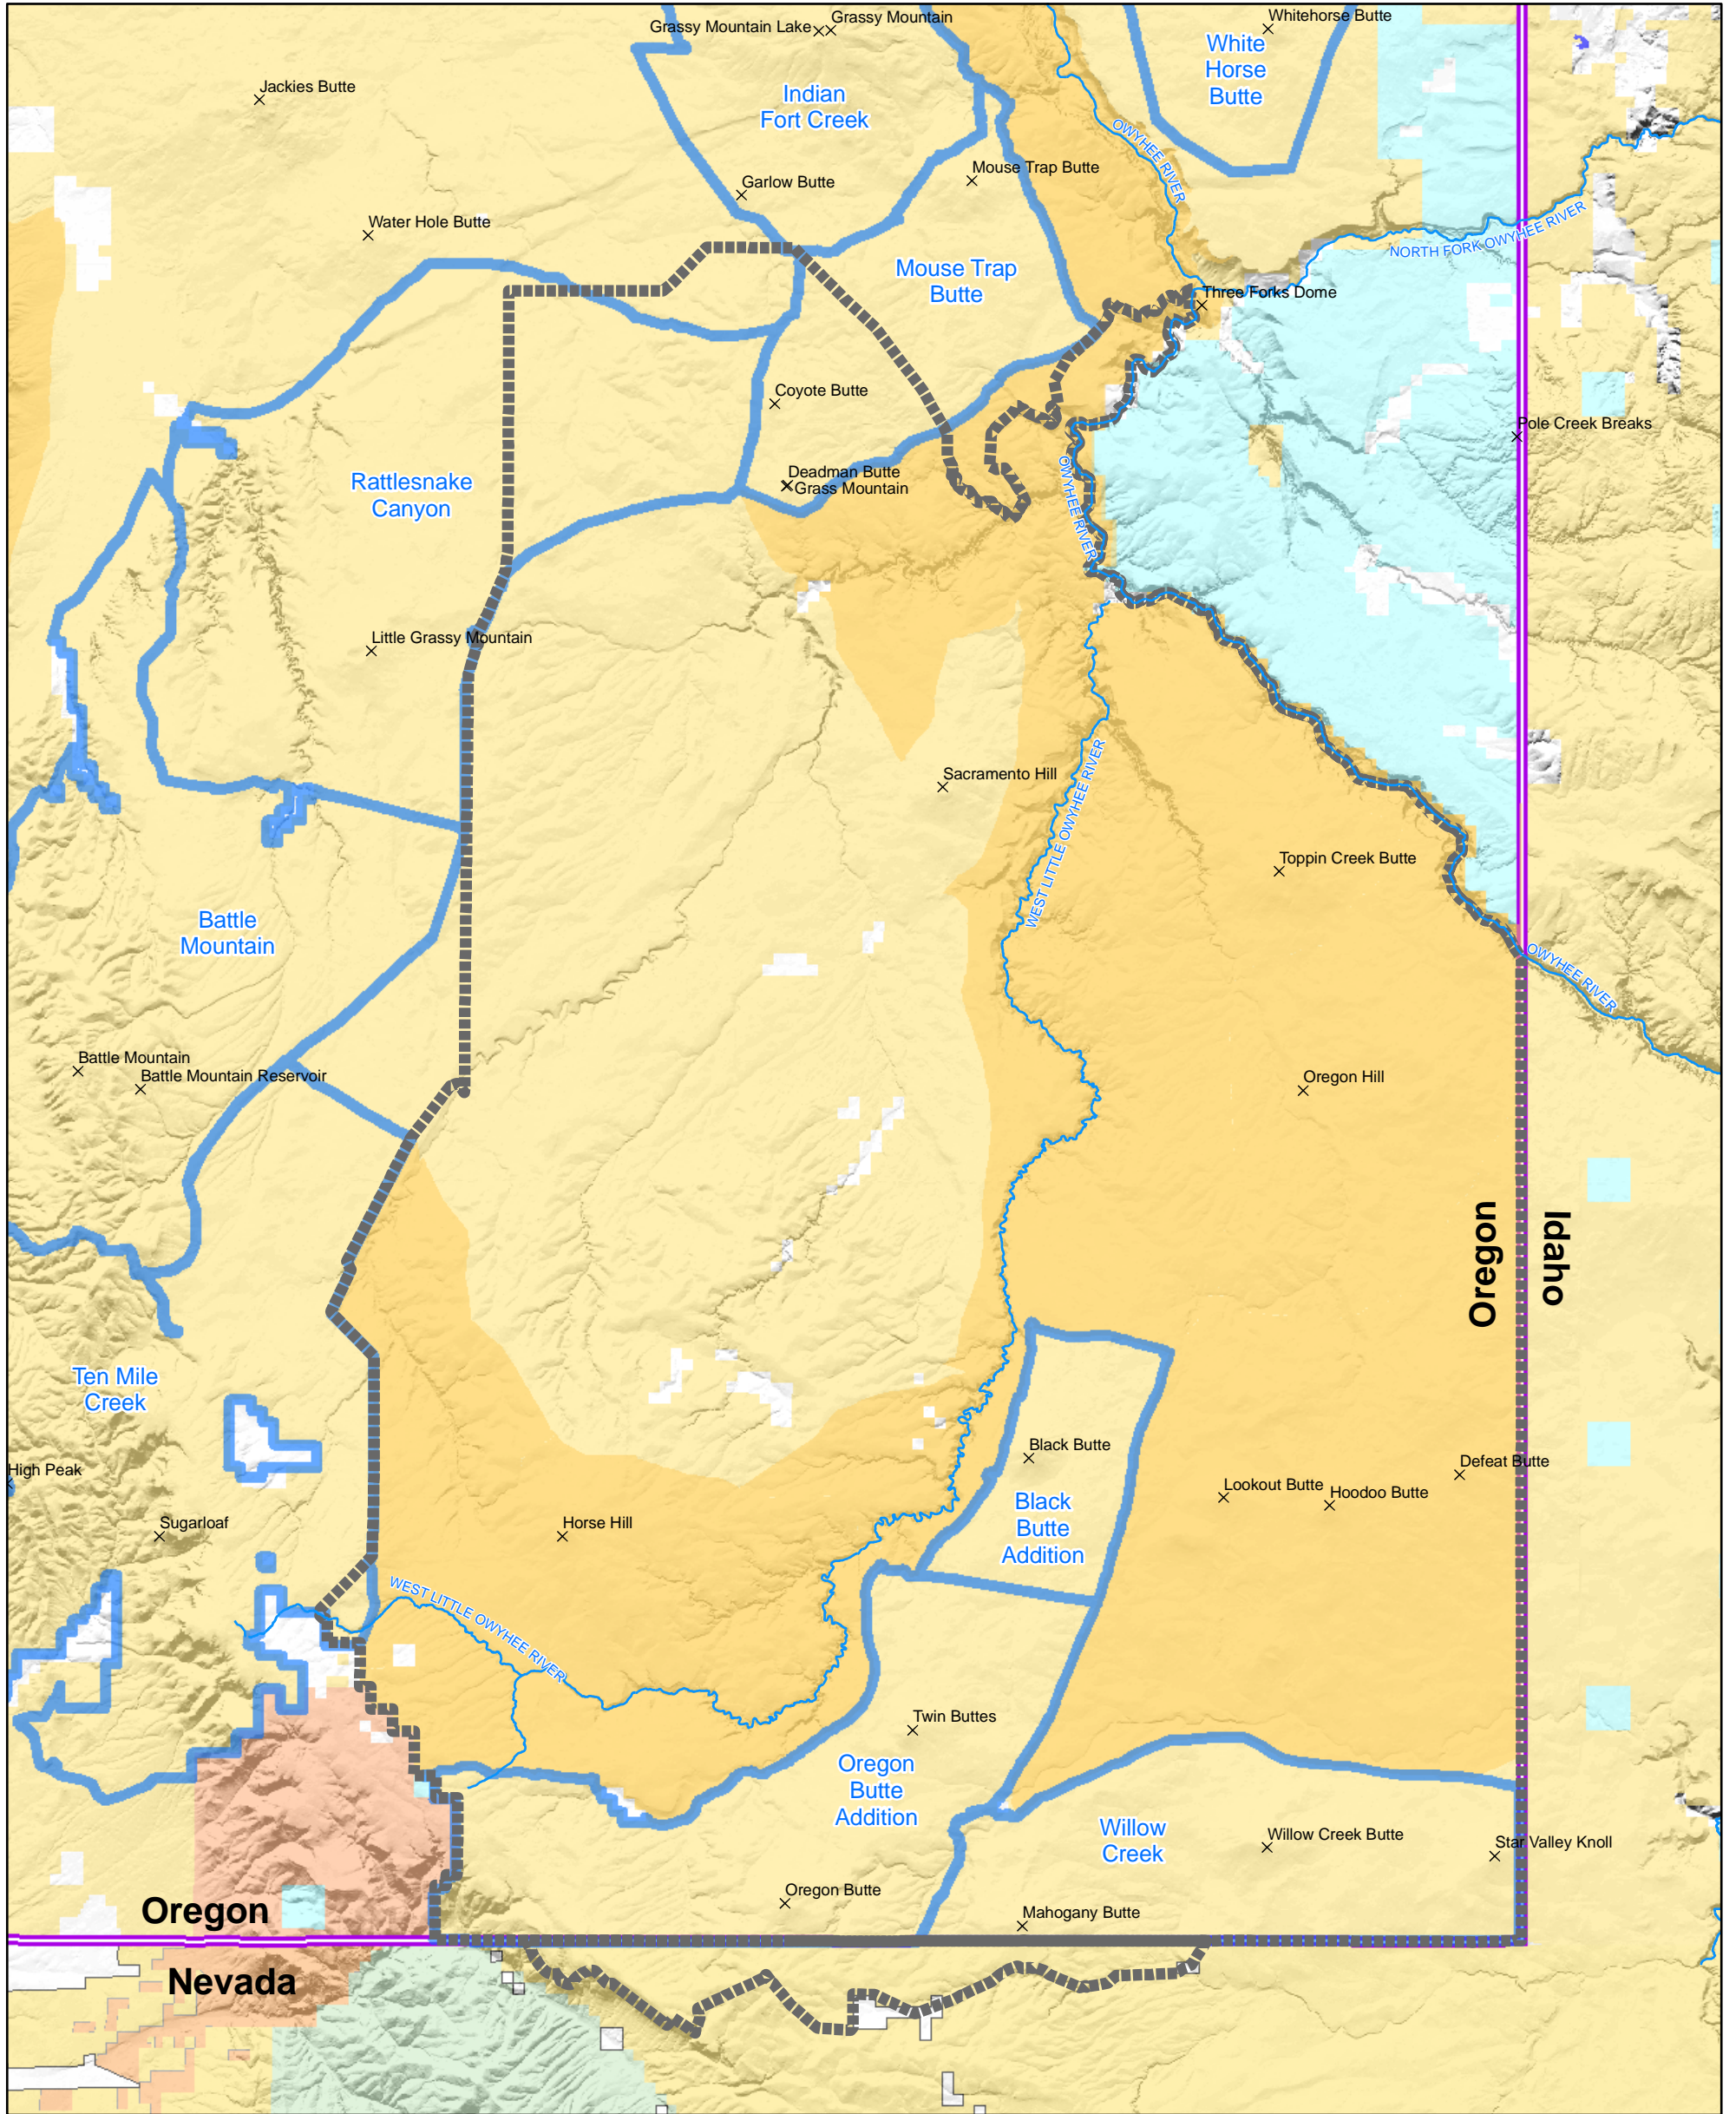 Grassy Mountain Lake
Grassy Mountain
Whitehorse Butte
White
Horse
Butte
Jackies Butte
Indian
Fort Creek
OWYHEE RIVER
Mouse Trap Butte
Garlow Butte
Water Hole Butte
NORTH FORK OWYHEE RIVER
Mouse Trap
Butte
Three Forks Dome
Coyote Butte
Pole Creek Breaks
Rattlesnake
Canyon
Deadman Butte
Grass Mountain
OWYHEE RIVER
Little Grassy Mountain
Sacramento Hill
WEST LITTLE OWYHEE RIVER
Toppin Creek Butte
Battle
Mountain
OWYHEE RIVER
Battle Mountain
Battle Mountain Reservoir
Oregon Hill
Oregon
Idaho
Ten Mile
Creek
Black Butte
High Peak
Defeat Butte
Lookout Butte
Hoodoo Butte
Black
Butte
Addition
Sugarloaf
Horse Hill
WEST LITTLE OWYHEE RIVER
Twin Buttes
Oregon
Butte
Addition
Willow
Creek
Willow Creek Butte
Star Valley Knoll
Oregon Butte
Mahogany Butte
Oregon
Nevada